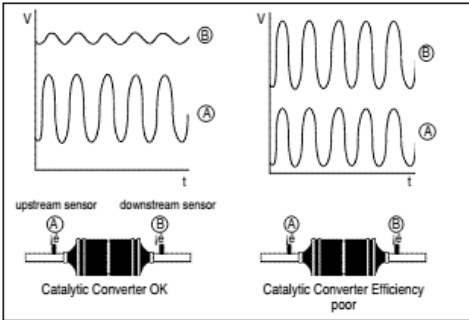 V
B
A
t
upstream sensor downstream sensor
A B
Catalytic Converter OK
V
B
A
t
A B
Catalytic Converter Efficiency
poor